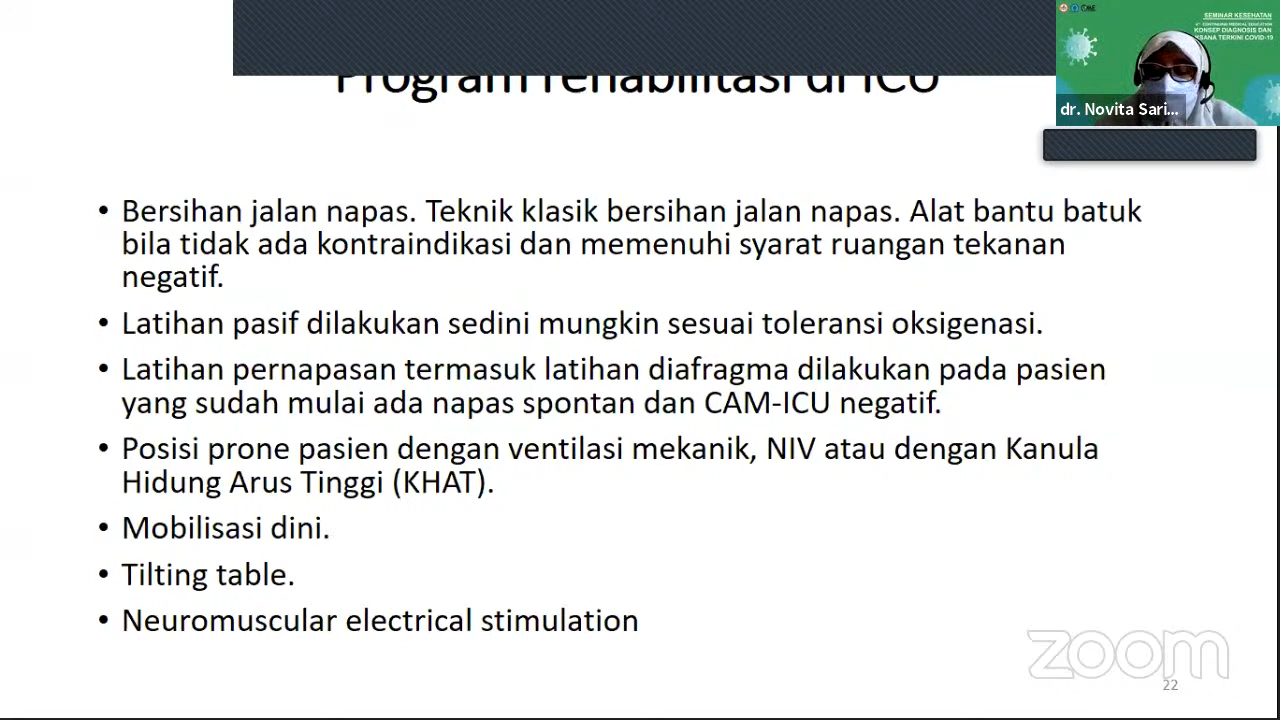 Program rehabilitasi di ICU
SEMINAR KESEHATAN
KONSEP DIAGNOSIS DAN
TERKINI COVID-19
dr. Novita Sari...
• Bersihan jalan napas. Teknik klasik bersihan jalan napas. Alat bantu batuk
bila tidak ada kontraindikasi dan memenuhi syarat ruangan tekanan
negatif.
• Latihan pasif dilakukan sedini mungkin sesuai toleransi oksigenasi.
• Latihan pernapasan termasuk latihan diafragma dilakukan pada pasien
yang sudah mulai ada napas spontan dan CAM-ICU negatif.
• Posisi prone pasien dengan ventilasi mekanik, NIV atau dengan Kanula
Hidung Arus Tinggi (KHAT).
• Mobilisasi dini.
• Tilting table.
• Neuromuscular electrical stimulation
zoom
22